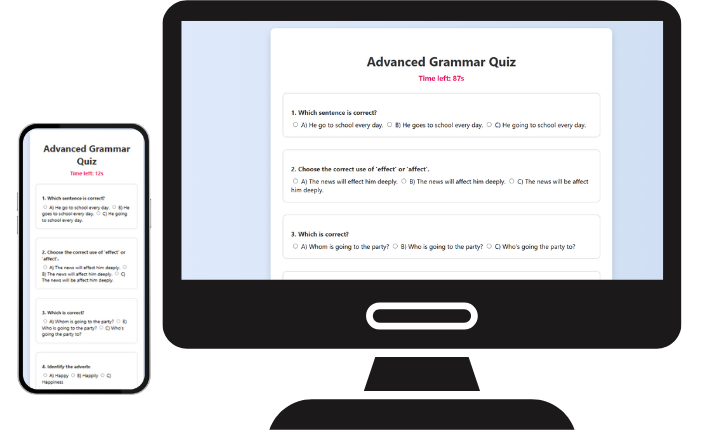 Advanced Grammar
Quiz
Time left: 12s
1. Which sentence is correct?
A) He go to school every day. B) He
goes to school every day. C) He going
to school every day.
2. Choose the correct use of 'effect' or
'affect'.
A) The news will effect him deeply.
B) The news will affect him deeply. C)
The news will be affect him deeply.
3. Which is correct?
A) Whom is going to the party? B)
Who is going to the party? C) Who's
going the party to?
4. Identify the adverb:
A) Happy B) Happily C)
Happiness
Advanced Grammar Quiz
Time left: 87s
1. Which sentence is correct?
A) He go to school every day. B) He goes to school every day. C) He going to school every day.
2. Choose the correct use of 'effect' or 'affect'.
A) The news will effect him deeply. B) The news will affect him deeply. C) The news will be affect
him deeply.
3. Which is correct?
A) Whom is going to the party? B) Who is going to the party? C) Who's going the party to?